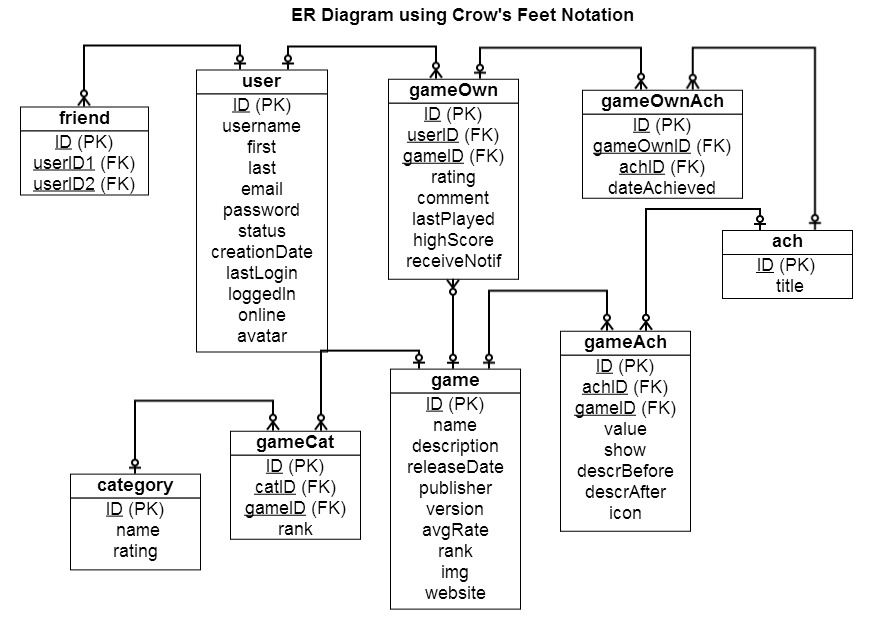 ER Diagram using Crow's Feet Notation
friend
ID (PK)
userID1 (FK)
userID2 (FK)
user
ID (PK)
username
first
last
email
password
status
creationDate
lastLogin
loggedIn
online
avatar
gameOwn
ID (PK)
userID (FK)
gameID (FK)
rating
comment
lastPlayed
highScore
receiveNotif
gameOwnAch
ID (PK)
gameOwnID (FK)
achID (FK)
dateAchieved
ach
ID (PK)
title
gameAch
ID (PK)
achID (FK)
gameID (FK)
value
show
descrBefore
descrAfter
icon
game
ID (PK)
name
description
releaseDate
publisher
version
avgRate
rank
img
website
gameCat
ID (PK)
catID (FK)
gameID (FK)
rank
category
ID (PK)
name
rating